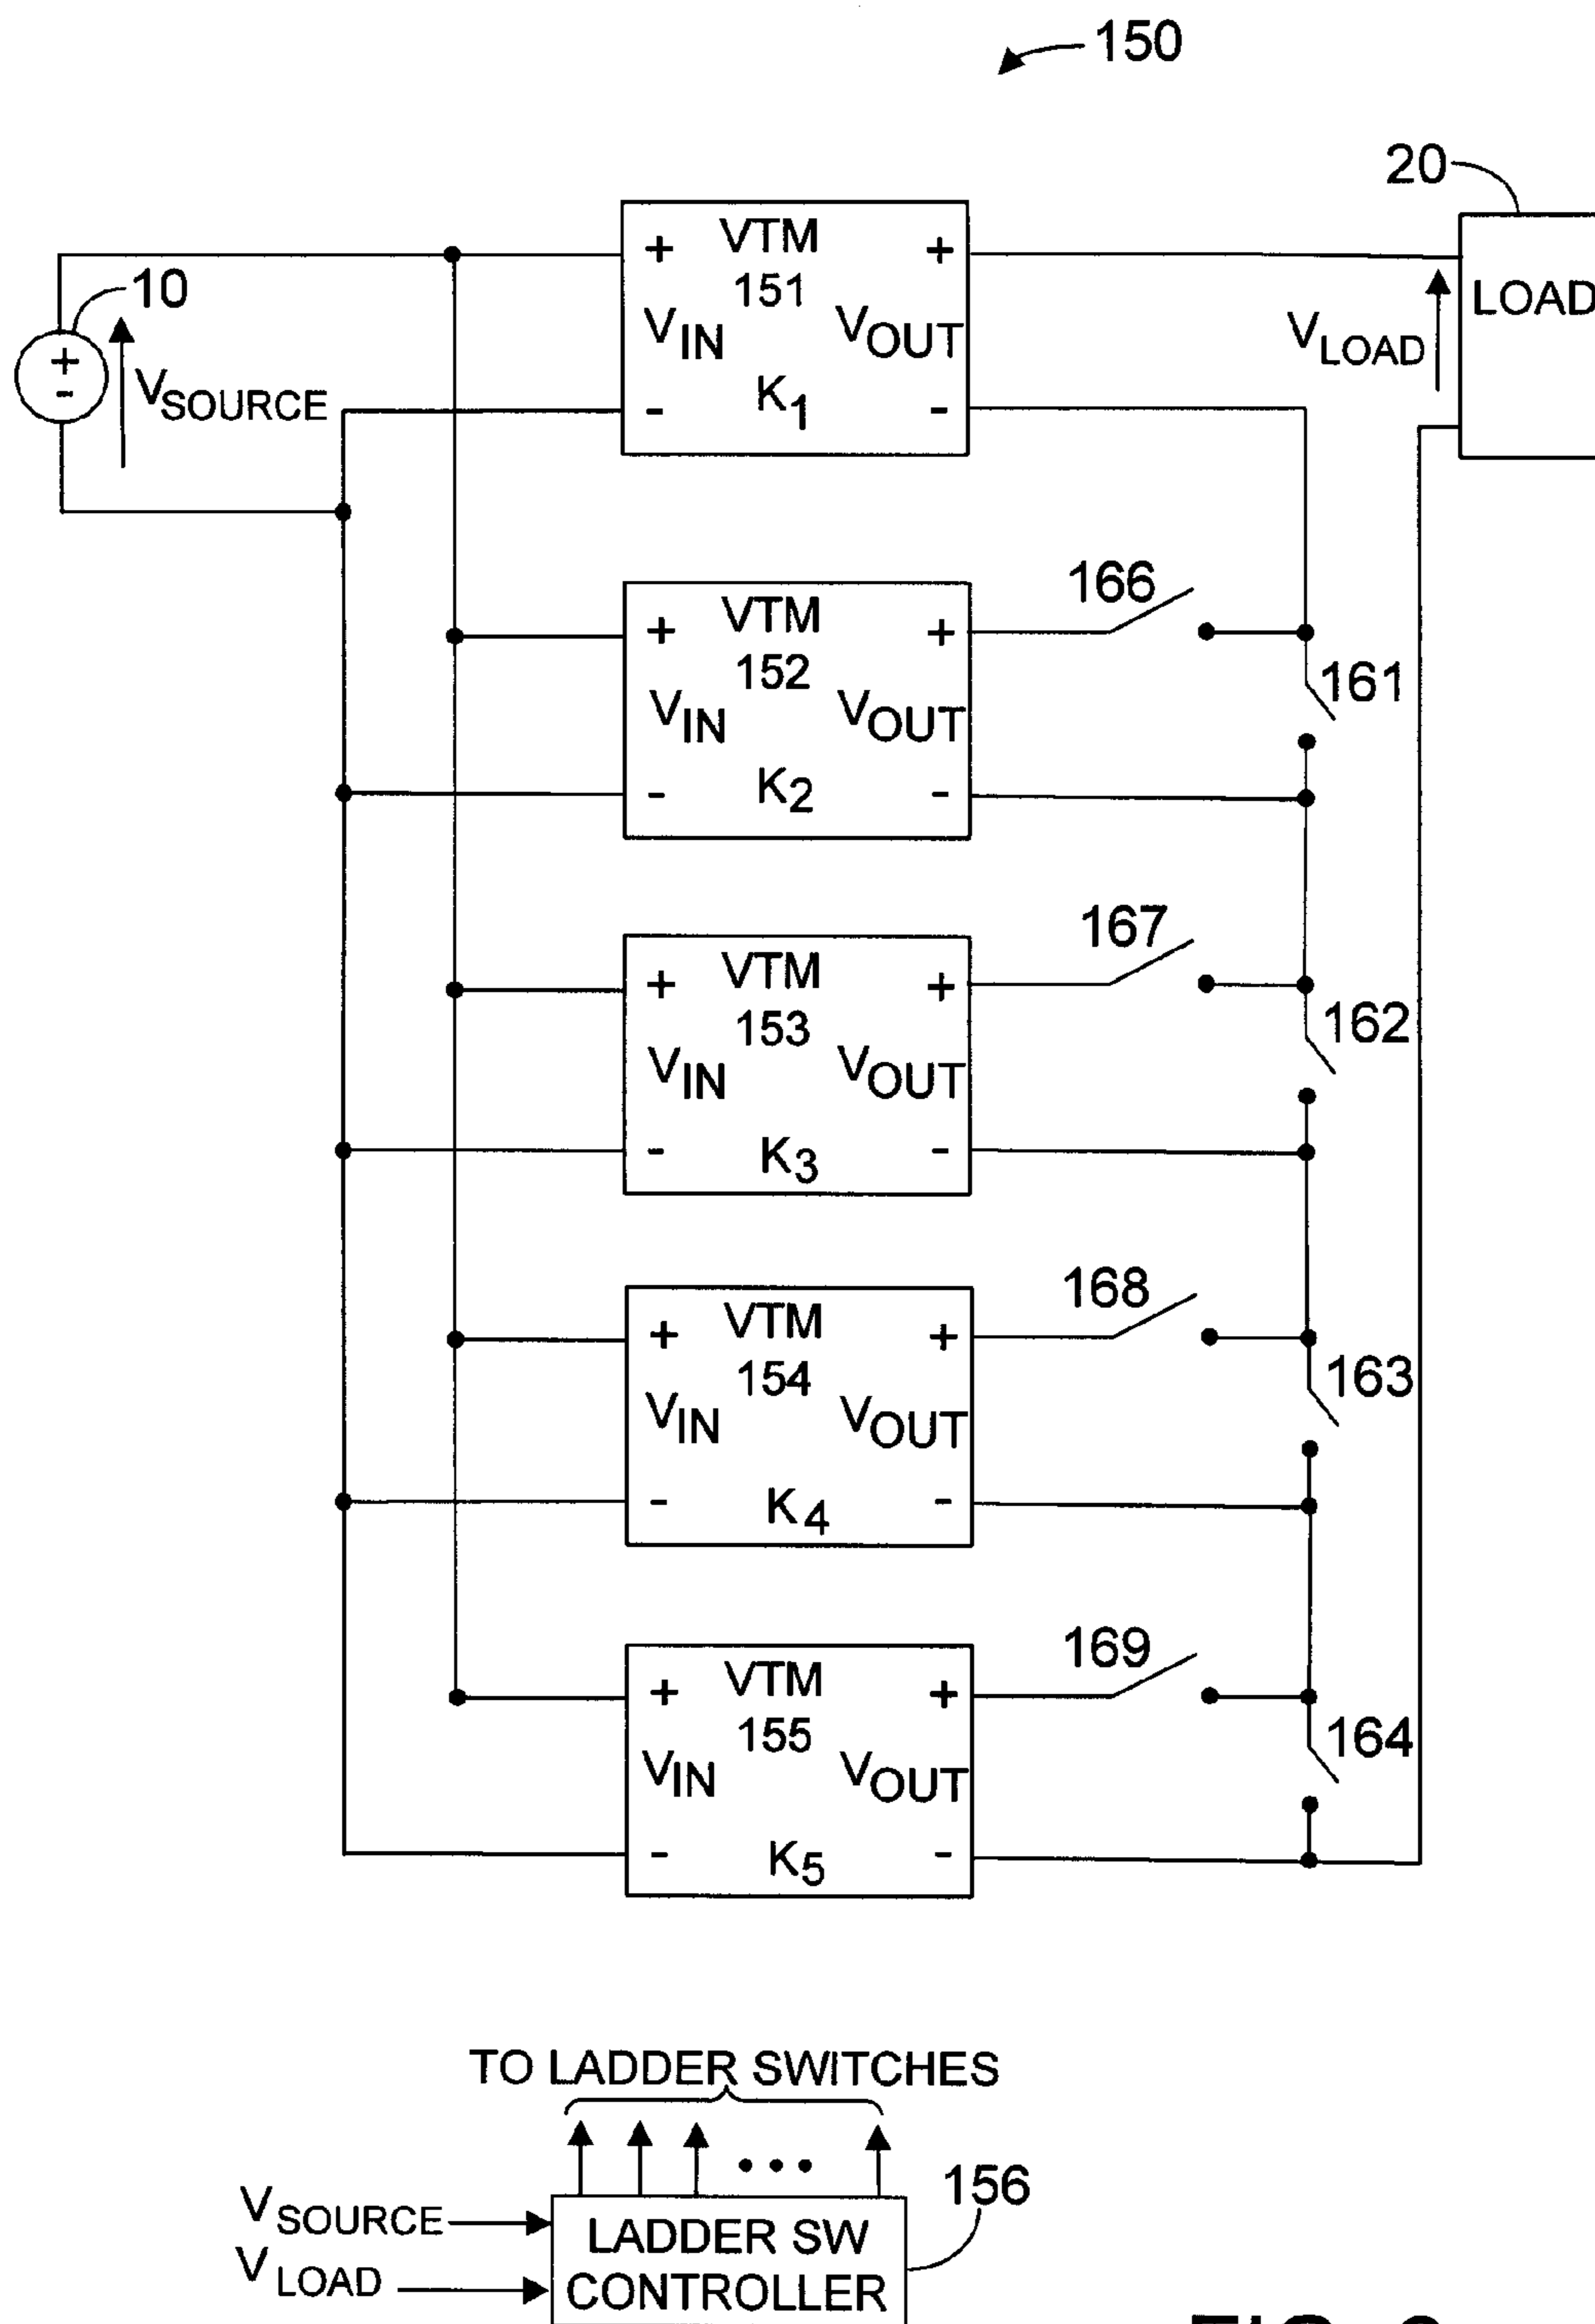 150
20
10
+
-
VSOURCE
+ VTM +
151
VIN VOUT
- K1 -
VLOAD
LOAD
+ VTM +
152
VIN VOUT
- K2 -
166
161
+ VTM +
153
VIN VOUT
- K3 -
167
162
+ VTM +
154
VIN VOUT
- K4 -
168
163
+ VTM +
155
VIN VOUT
- K5 -
169
164
TO LADDER SWITCHES
VSOURCE
VLOAD
LADDER SW
CONTROLLER
156